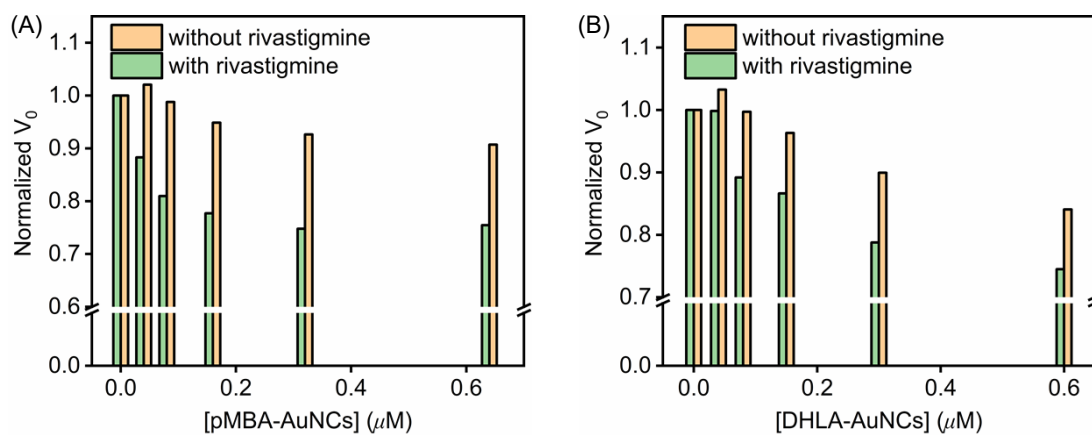 (A)
without rivastigmine
with rivastigmine
Normalized V0
1.1
1.0
0.9
0.8
0.7
0.6
0.0
0.0 0.2 0.4 0.6
[pMBA-AuNCs] (μM)
(B)
without rivastigmine
with rivastigmine
Normalized V0
1.1
1.0
0.9
0.8
0.7
0.0
0.0 0.2 0.4 0.6
[DHLA-AuNCs] (μM)